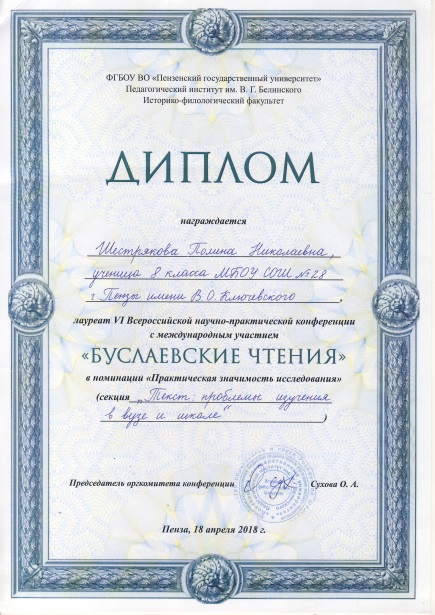 ФГБОУ ВО «Пензенский государственный университет»
Педагогический институт им. В. Г. Белинского
Историко-филологический факультет
ДИПЛОМ
награждается
Шестрякова Полина Николаевна,
ученица 8 класса МБОУ СОШ №28
г. Пензы имени В.О.Ключевского,
лауреат VI Всероссийской научно-практической конференции
с международным участием
«БУСЛАЕВСКИЕ ЧТЕНИЯ»
в номинации «Практическая значимость исследования»
(секция „Текст: проблемы изучения
в вузе и школе“)
Председатель оргкомитета конференции Сухова О. А.
Пенза, 18 апреля 2018 г.